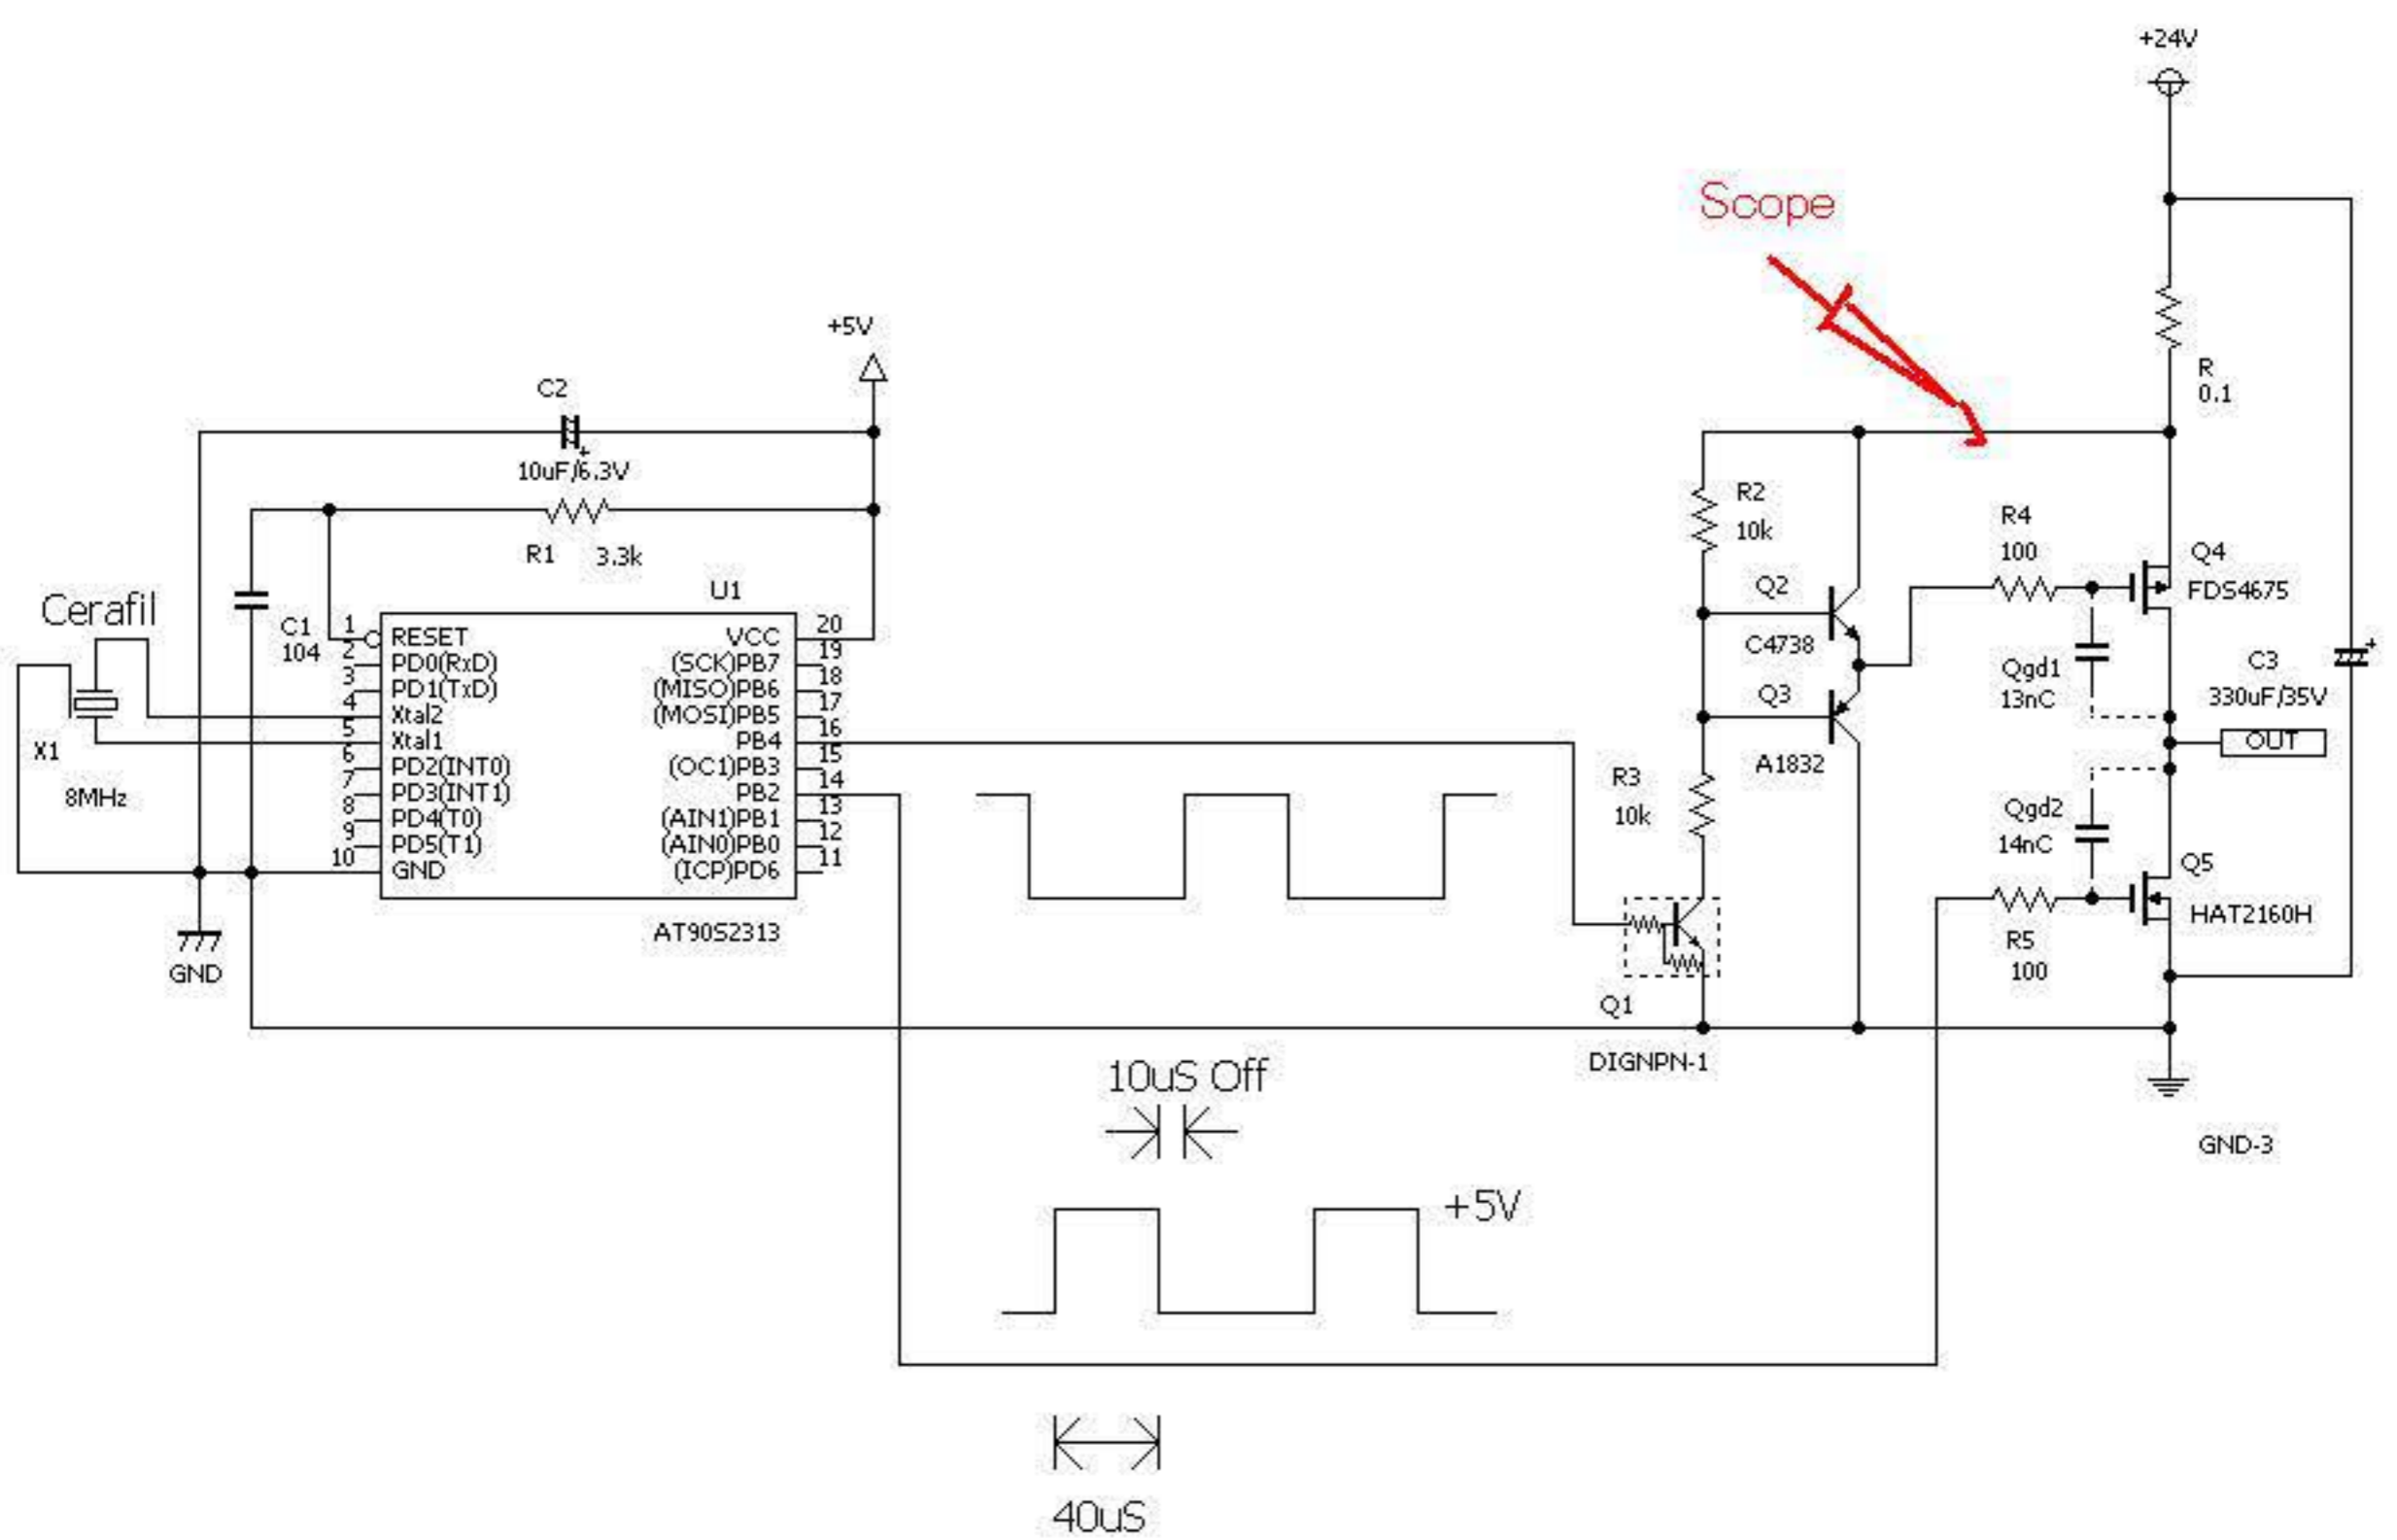 +24V
Scope
+5V
C2
10uF/6.3V
R
0.1
R1
3.3k
R2
10k
R4
100
Q4
FDS4675
U1
Q2
C4738
Cerafil
C1
104
X1
8MHz
1
2
3
4
5
6
7
8
9
10
RESET
PD0(RxD)
PD1(TxD)
Xtal2
Xtal1
PD2(INT0)
PD3(INT1)
PD4(T0)
PD5(T1)
GND
VCC
(SCK)PB7
(MISO)PB6
(MOSI)PB5
PB4
(OC1)PB3
PB2
(AIN1)PB1
(AIN0)PB0
(ICP)PD6
20
19
18
17
16
15
14
13
12
11
AT90S2313
GND
Q3
A1832
Qgd1
13nC
C3
330uF/35V
+
+
OUT
R3
10k
Qgd2
14nC
Q5
HAT2160H
R5
100
Q1
DIGNPN-1
10uS Off
GND-3
+5V
40uS